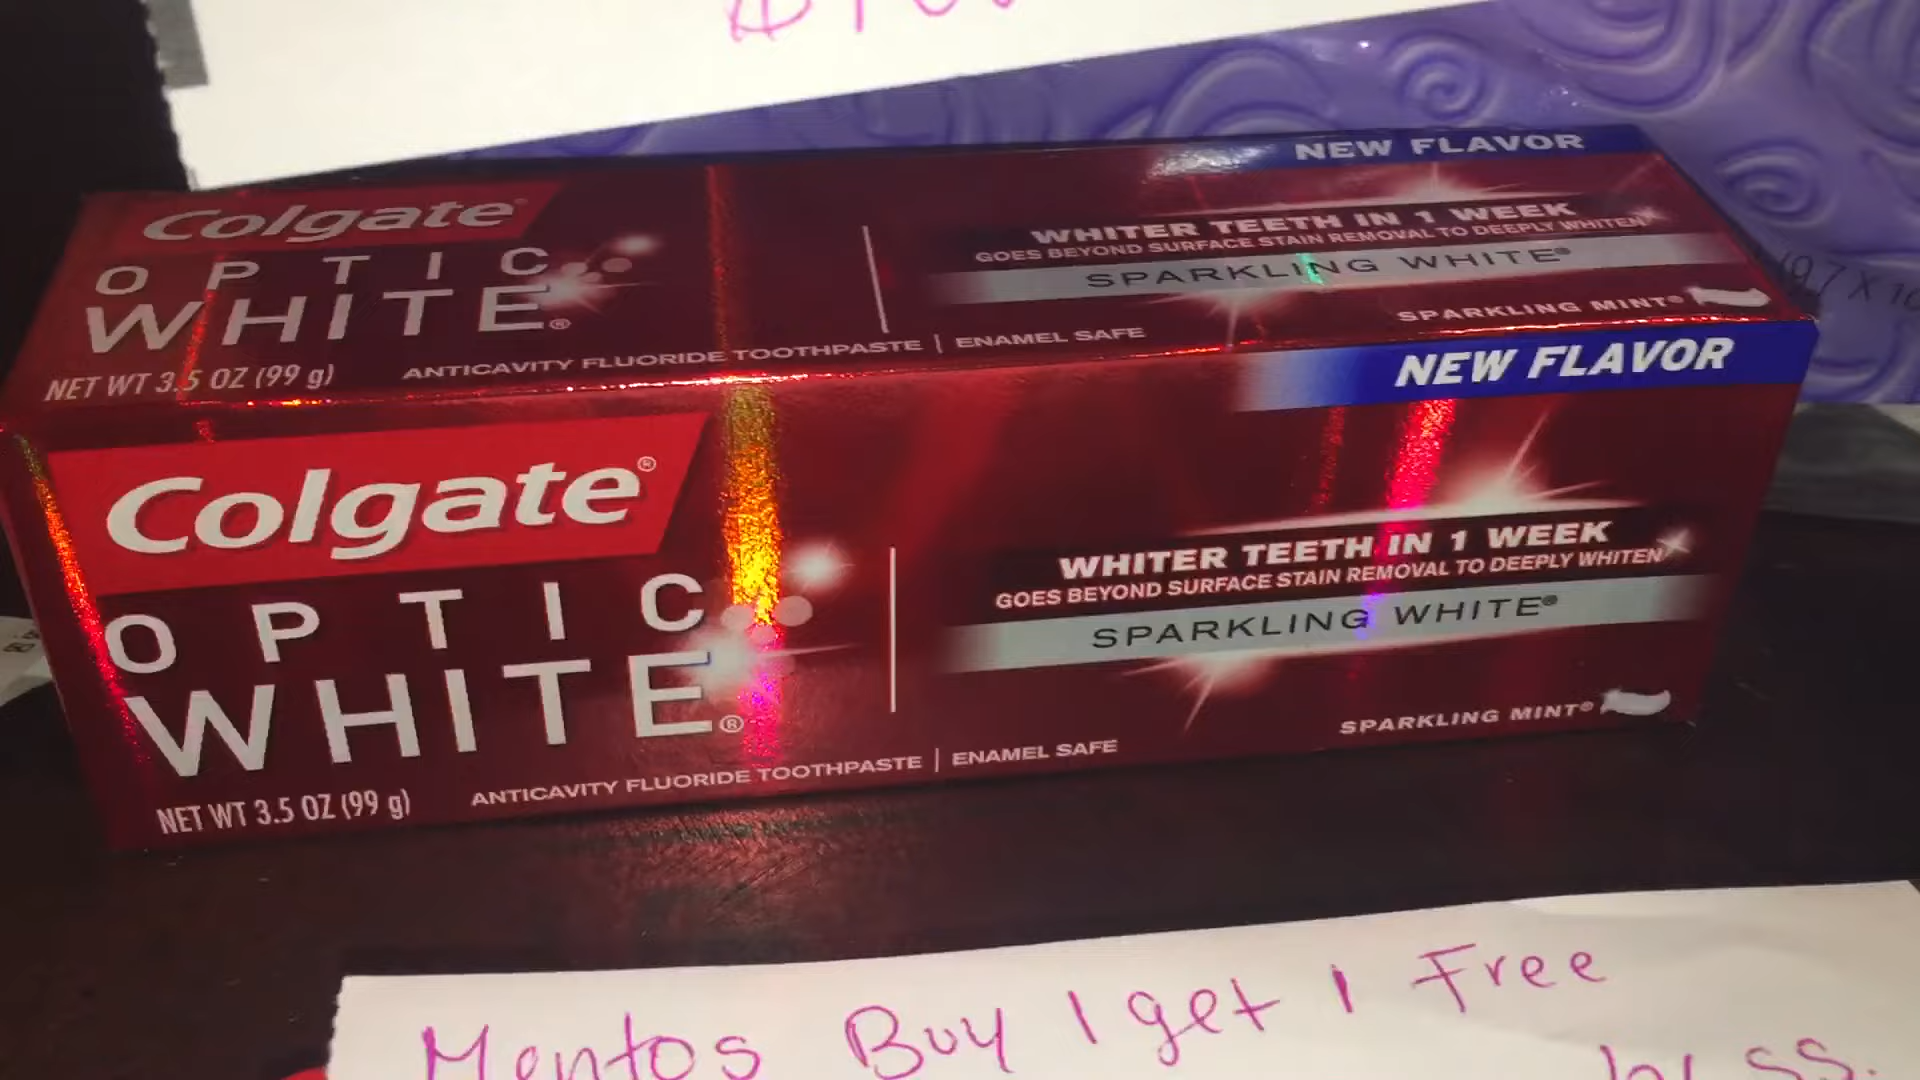 NEW FLAVOR
Colgate
OPTIC
WHITE®
WHITER TEETH IN 1 WEEK
GOES BEYOND SURFACE STAIN REMOVAL TO DEEPLY WHITEN
SPARKLING WHITE®
SPARKLING MINT®
NET WT 3.5 OZ (99 g)
ANTICAVITY FLUORIDE TOOTHPASTE | ENAMEL SAFE
NEW FLAVOR
Colgate®
OPTIC
WHITE®
WHITER TEETH IN 1 WEEK
GOES BEYOND SURFACE STAIN REMOVAL TO DEEPLY WHITEN
SPARKLING WHITE®
SPARKLING MINT®
NET WT 3.5 OZ (99 g)
ANTICAVITY FLUORIDE TOOTHPASTE | ENAMEL SAFE
Mentos Buy 1 get 1 Free